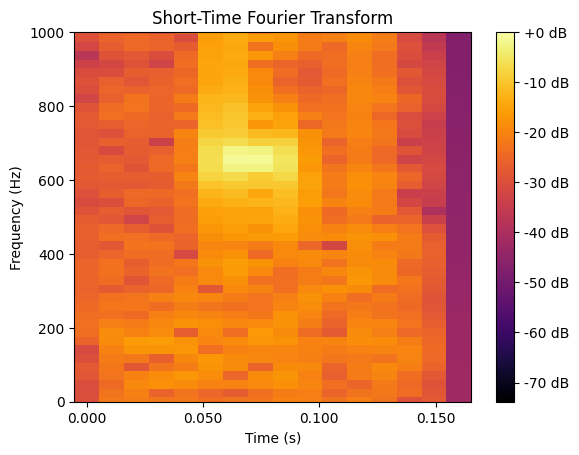 Short-Time Fourier Transform
1000
800
600
400
200
0
Frequency (Hz)
0.000
0.050
0.100
0.150
Time (s)
+0 dB
-10 dB
-20 dB
-30 dB
-40 dB
-50 dB
-60 dB
-70 dB